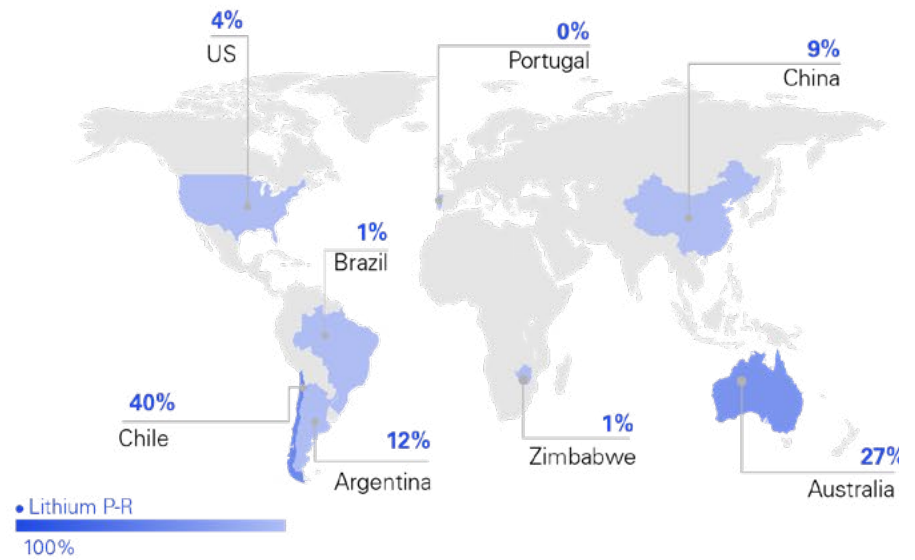 4%
US
0%
Portugal
9%
China
1%
Brazil
40%
Chile
12%
Argentina
1%
Zimbabwe
27%
Australia
• Lithium P-R
100%